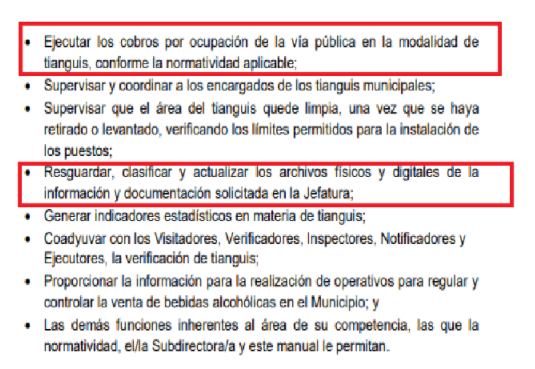 • Ejecutar los cobros por ocupación de la vía pública en la modalidad de
tianguis, conforme la normatividad aplicable;
• Supervisar y coordinar a los encargados de los tianguis municipales;
• Supervisar que el área del tianguis quede limpia, una vez que se haya
retirado o levantado, verificando los límites permitidos para la instalación de
los puestos;
• Resguardar, clasificar y actualizar los archivos físicos y digitales de la
información y documentación solicitada en la Jefatura;
• Generar indicadores estadísticos en materia de tianguis;
• Coadyuvar con los Visitadores, Verificadores, Inspectores, Notificadores y
Ejecutores, la verificación de tianguis;
• Proporcionar la información para la realización de operativos para regular y
controlar la venta de bebidas alcohólicas en el Municipio; y
• Las demás funciones inherentes al área de su competencia, las que la
normatividad, el/la Subdirectora/a y este manual le permitan.